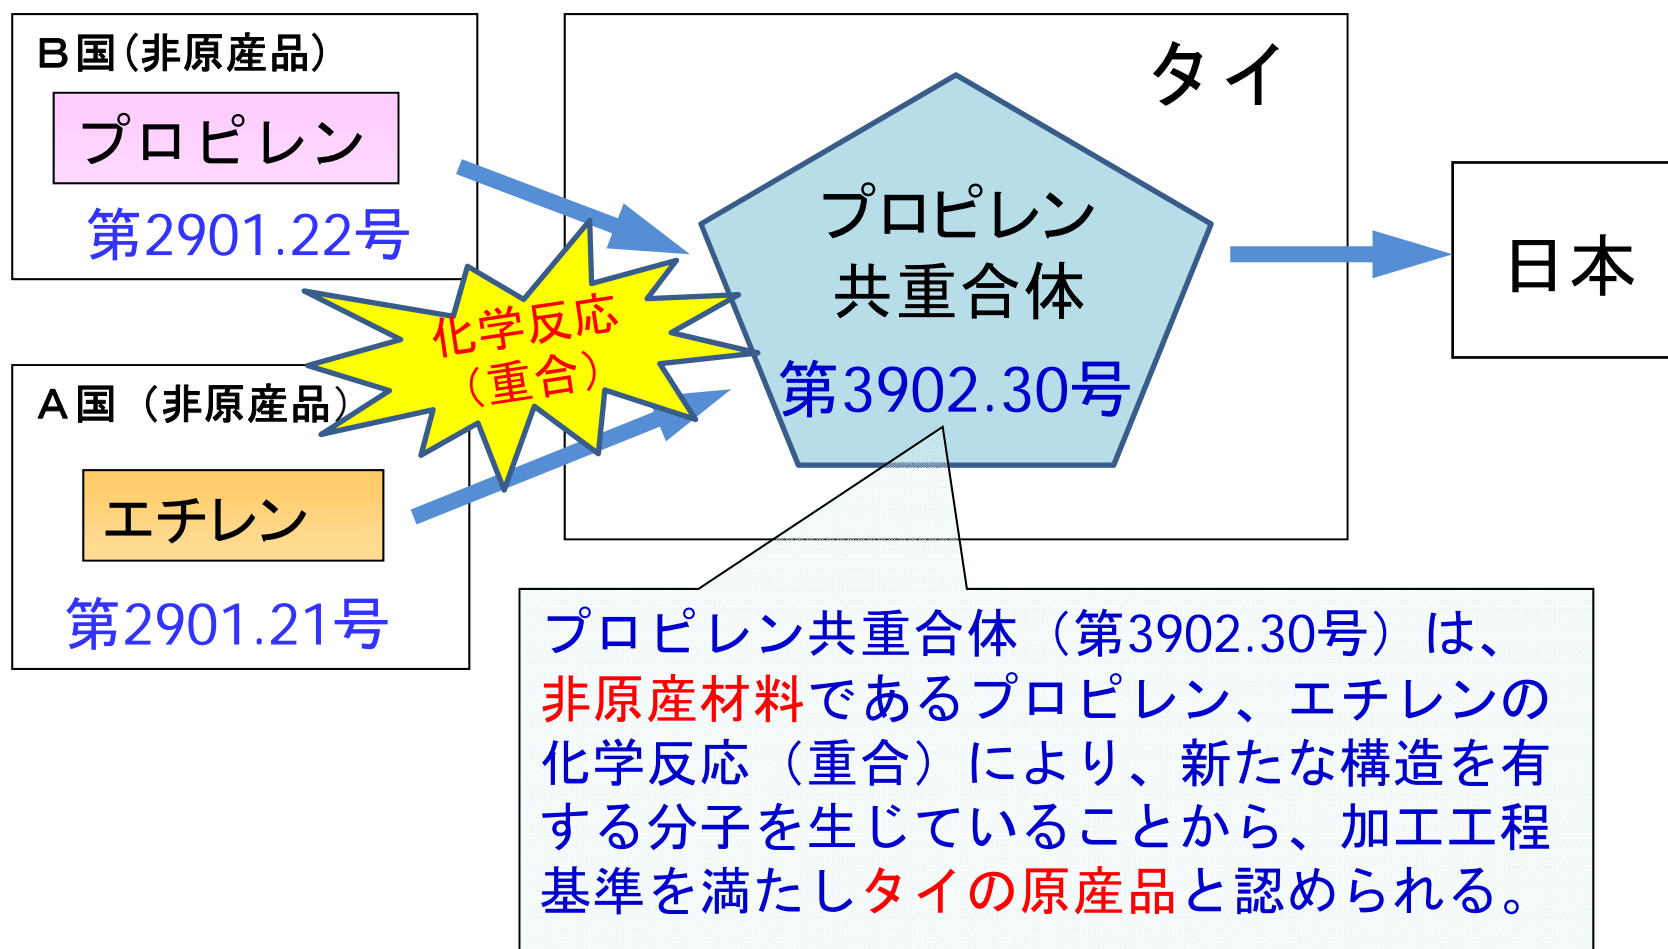 B国(非原産品)
プロピレン
第2901.22号
タイ
プロピレン
共重合体
第3902.30号
日本
化学反応
（重合）
A国（非原産品）
エチレン
第2901.21号
プロピレン共重合体（第3902.30号）は、
非原産材料であるプロピレン、エチレンの
化学反応（重合）により、新たな構造を有
する分子を生じていることから、加工工程
基準を満たしタイの原産品と認められる。